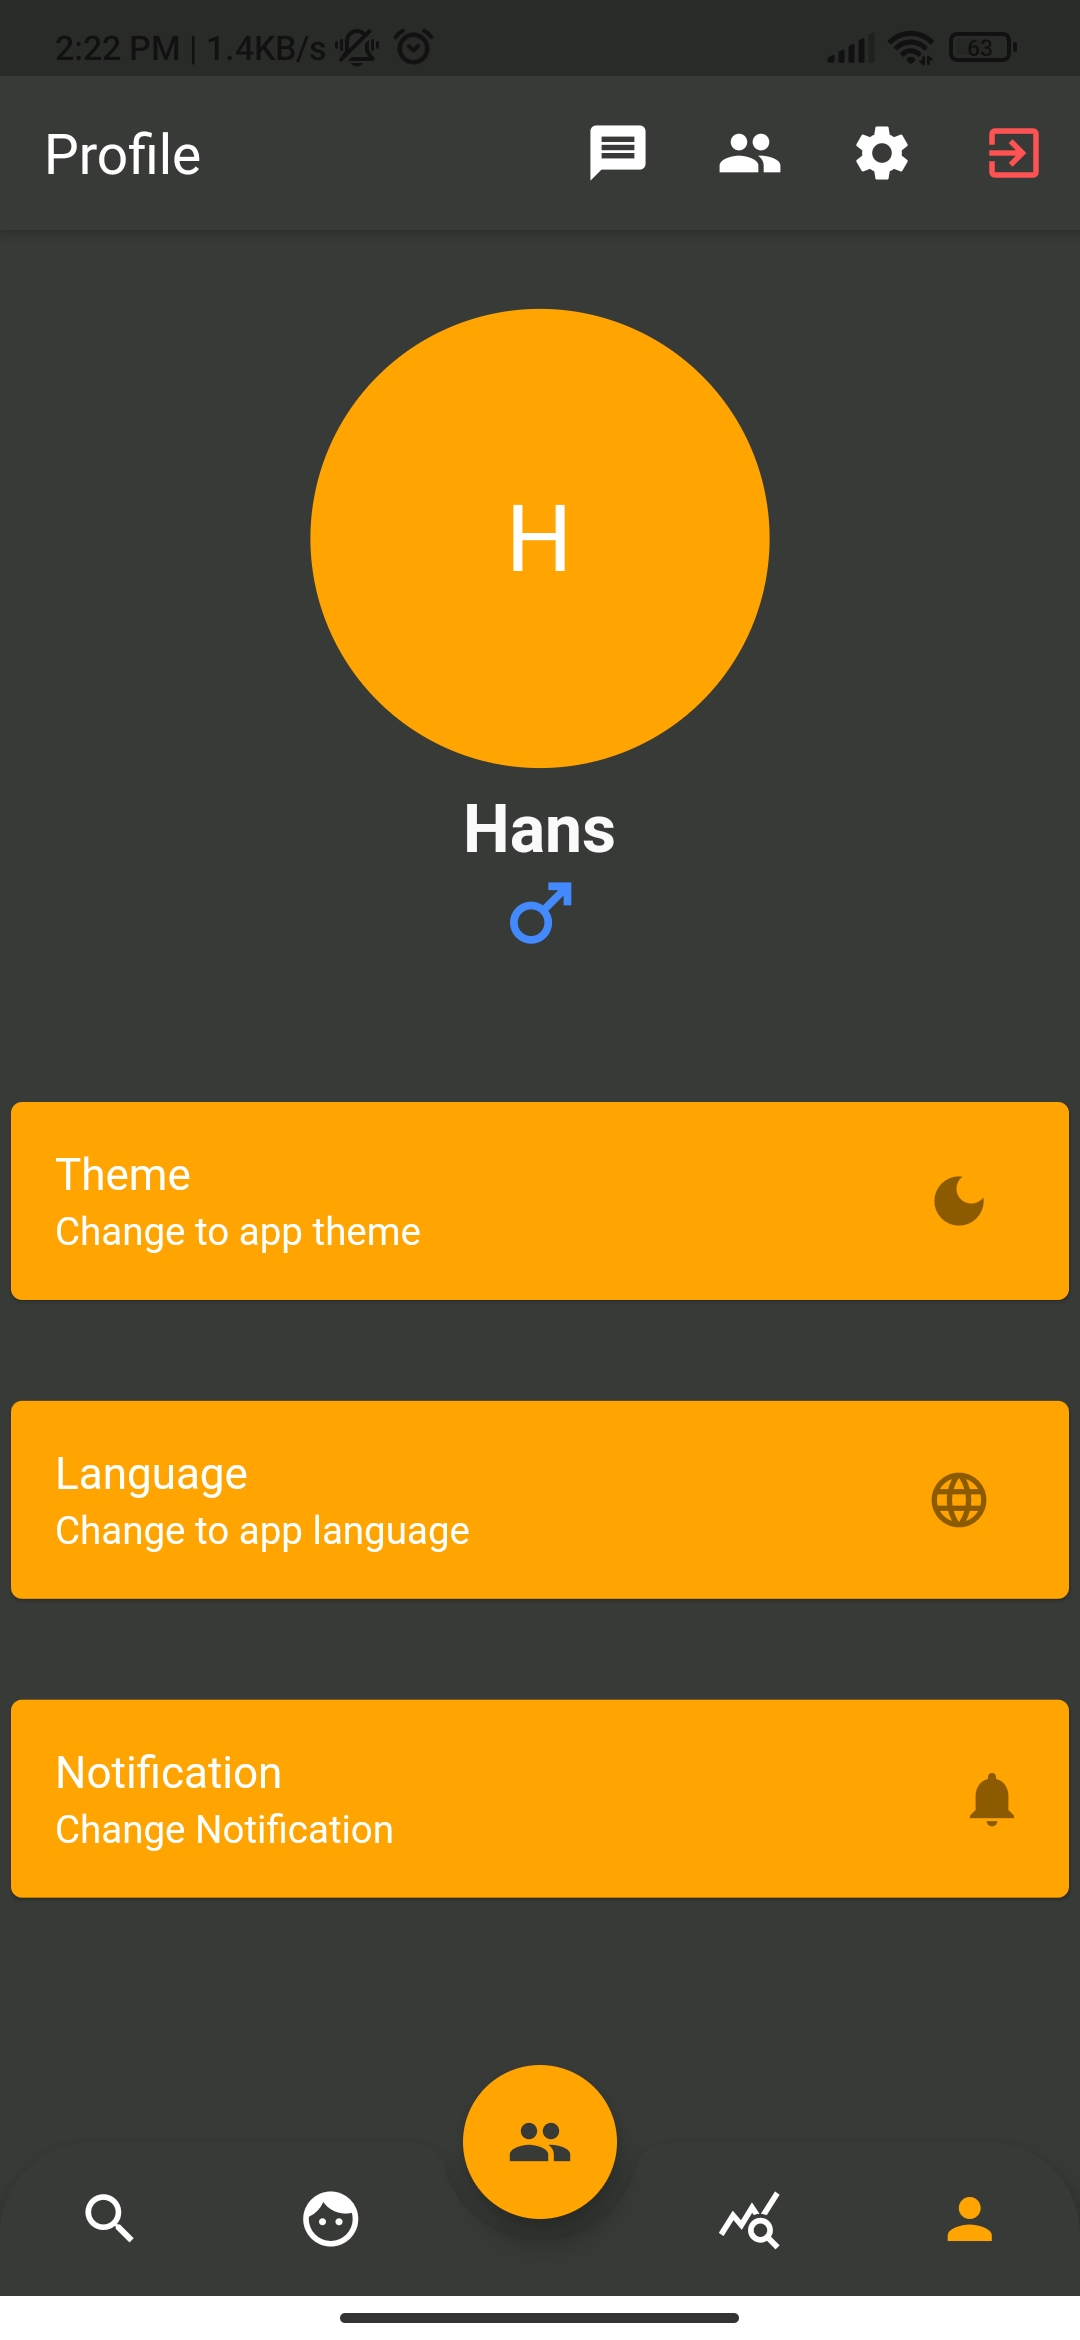 2:22 PM | 1.4KB/s
63
Profile
H
Hans
Theme
Change to app theme
Language
Change to app language
Notification
Change Notification